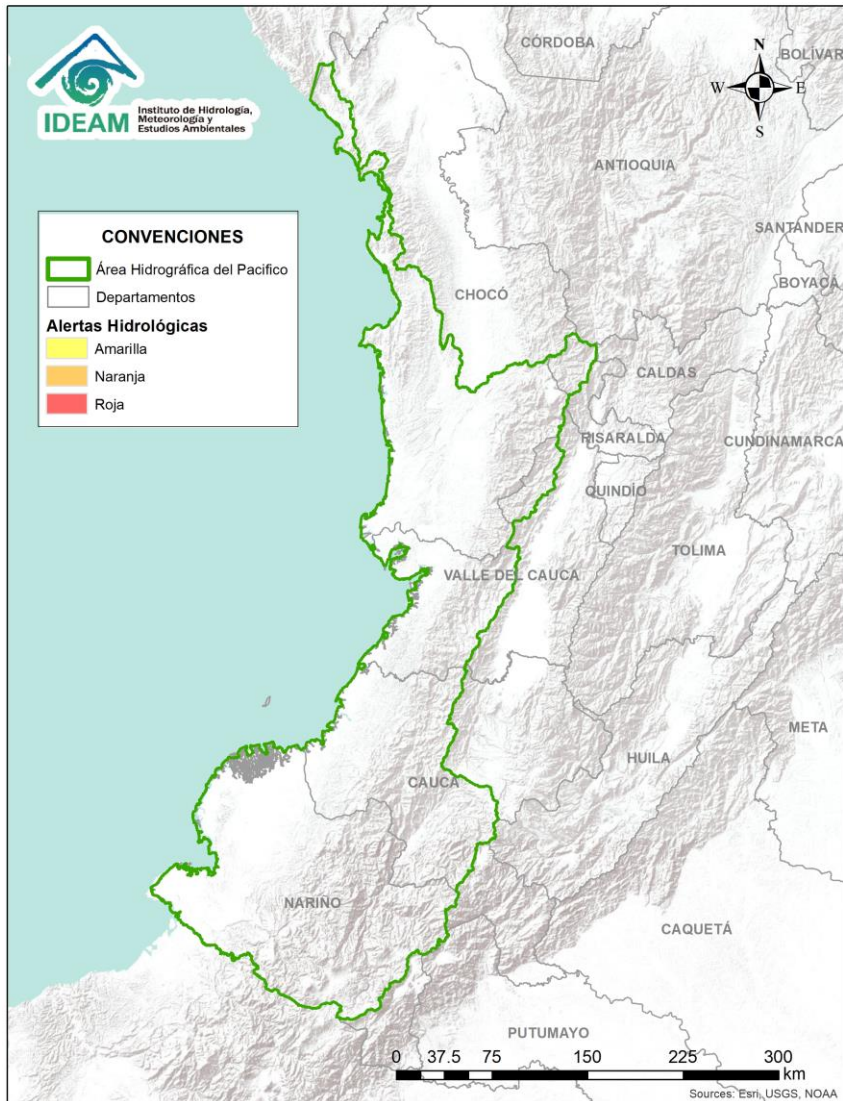 IDEAM
Instituto de Hidrología,
Meteorología y
Estudios Ambientales
CÓRDOBA
BOLÍVAR
N
W
E
S
ANTIOQUIA
SANTANDER
BOYACÁ
CONVENCIONES
Área Hidrográfica del Pacifico
Departamentos
Alertas Hidrológicas
Amarilla
Naranja
Roja
CHOCÓ
CALDAS
RISARALDA
CUNDINAMARCA
QUINDÍO
TOLIMA
VALLE DEL CAUCA
META
HUILA
CAUCA
NARIÑO
CAQUETÁ
PUTUMAYO
0 37.5 75 150 225 300
km
Sources: Esri, USGS, NOAA